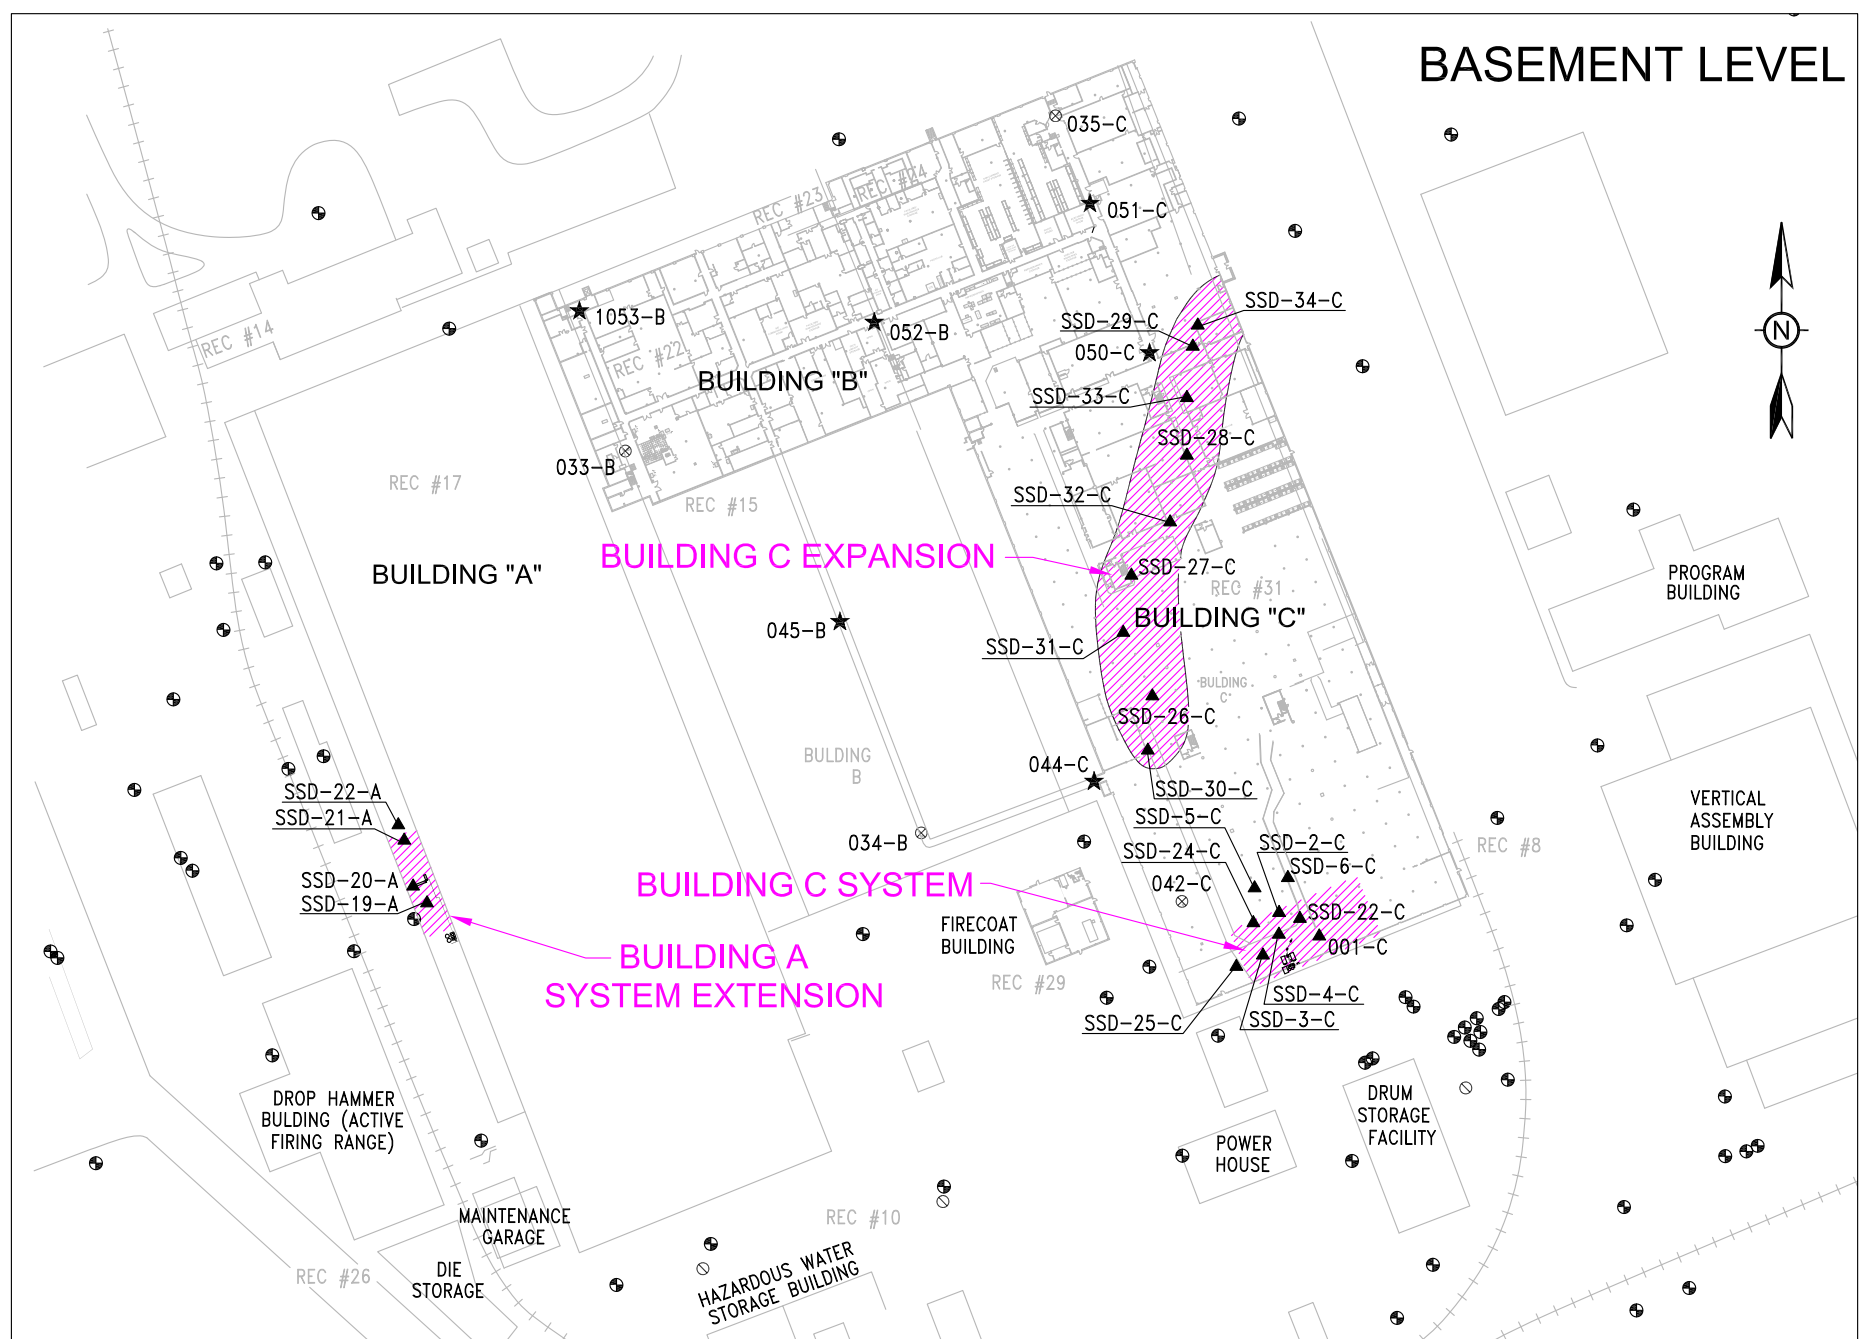 BASEMENT LEVEL
035-C
REC #24
REC #23
051-C
SSD-34-C
SSD-29-C
1053-B
052-B
REC #14
050-C
REC #22
BUILDING "B"
SSD-33-C
SSD-28-C
033-B
REC #17
REC #15
SSD-32-C
BUILDING C EXPANSION
SSD-27-C
BUILDING "A"
REC #31
PROGRAM
BUILDING
BUILDING "C"
045-B
SSD-31-C
BULDING
C
SSD-26-C
BULDING
B
044-C
SSD-30-C
SSD-22-A
SSD-21-A
SSD-5-C
VERTICAL
ASSEMBLY
BUILDING
034-B
SSD-24-C
SSD-2-C
SSD-6-C
REC #8
SSD-20-A
SSD-19-A
BUILDING C SYSTEM
042-C
FIRECOAT
BUILDING
SSD-22-C
001-C
BUILDING A
SYSTEM EXTENSION
REC #29
SSD-4-C
SSD-25-C
SSD-3-C
DROP HAMMER
BULDING (ACTIVE
FIRING RANGE)
DRUM
STORAGE
FACILITY
POWER
HOUSE
MAINTENANCE
GARAGE
REC #10
REC #26
DIE
STORAGE
HAZARDOUS WATER
STORAGE BUILDING
N